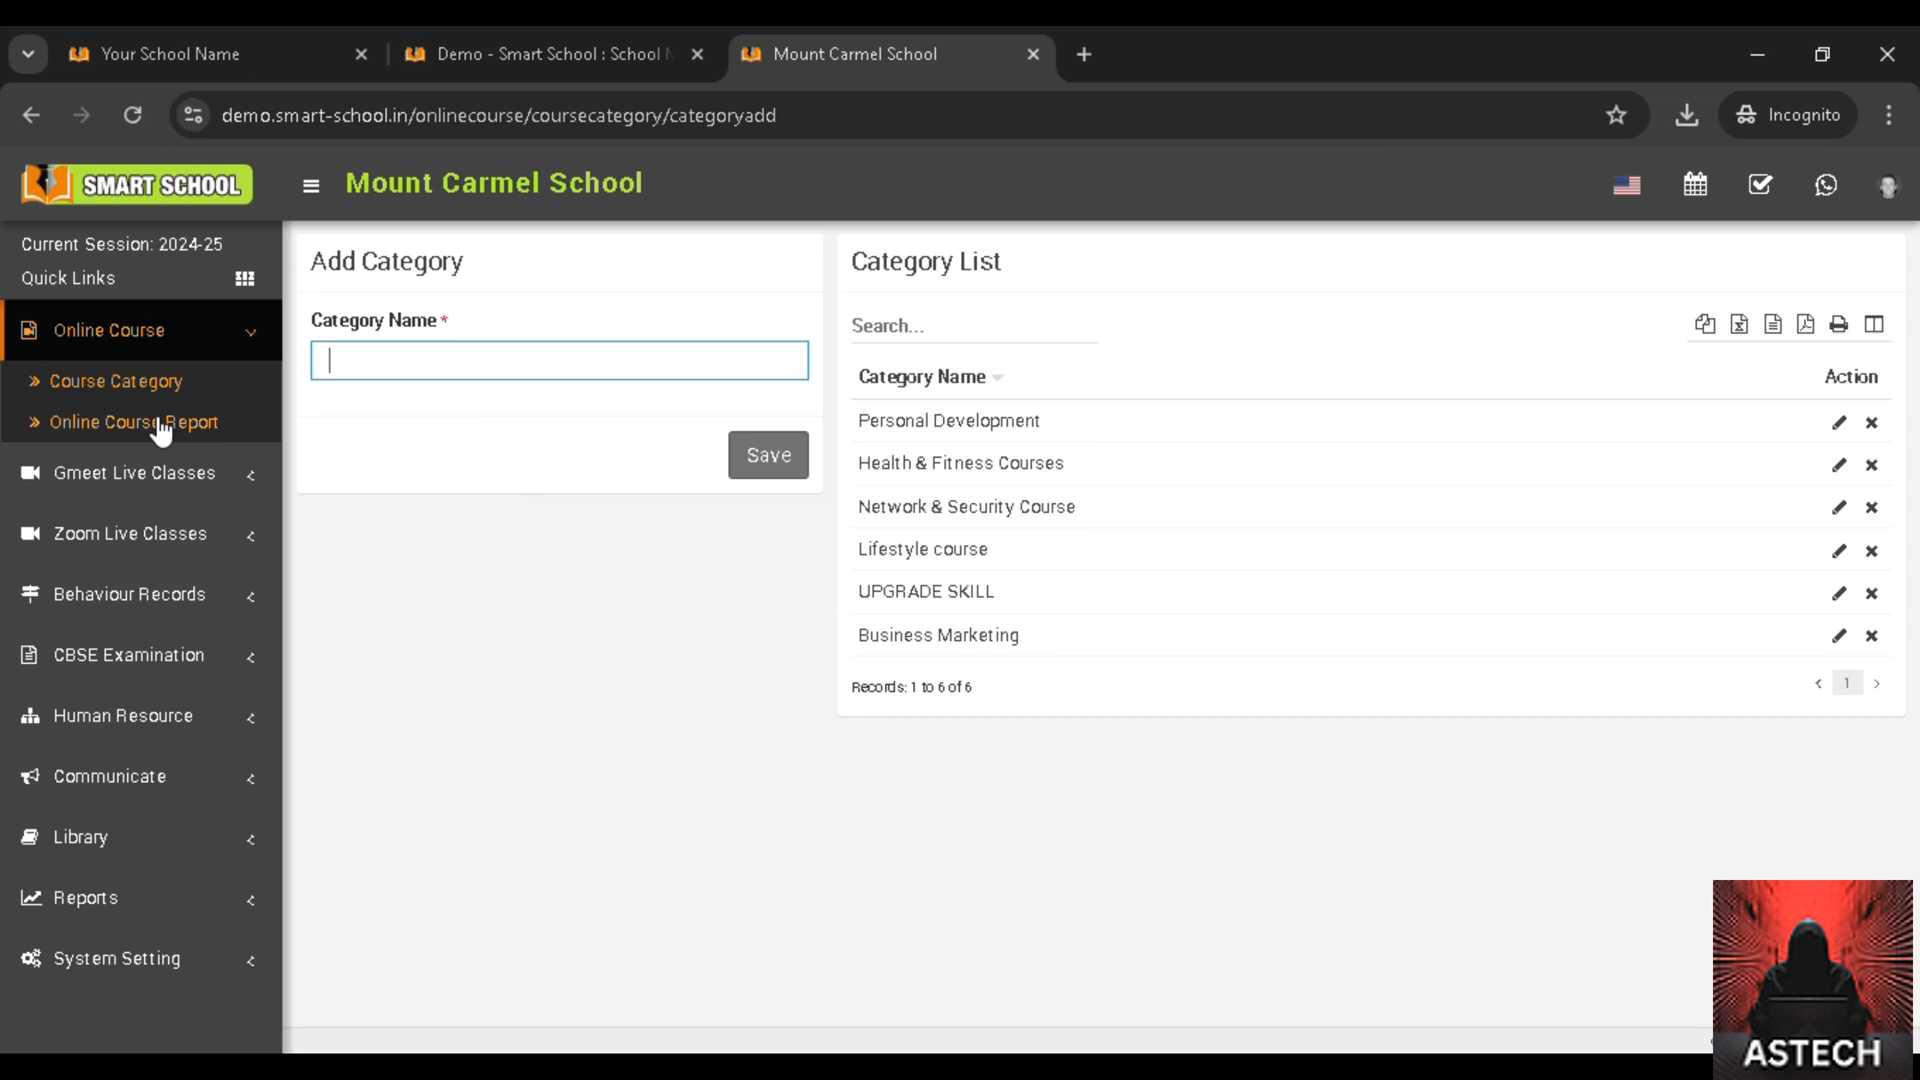 Your School Name
Demo - Smart School : School N
Mount Carmel School
demo.smart-school.in/onlinecourse/coursecategory/categoryadd
Incognito
SMART SCHOOL
Mount Carmel School
Current Session: 2024-25
Quick Links
Online Course
Course Category
Online Course Report
Gmeet Live Classes
Zoom Live Classes
Behaviour Records
CBSE Examination
Human Resource
Communicate
Library
Reports
System Setting
Add Category
Category Name *
Save
Category List
Search...
Category Name
Action
Personal Development
Health & Fitness Courses
Network & Security Course
Lifestyle course
UPGRADE SKILL
Business Marketing
Records: 1 to 6 of 6
1
ASTECH